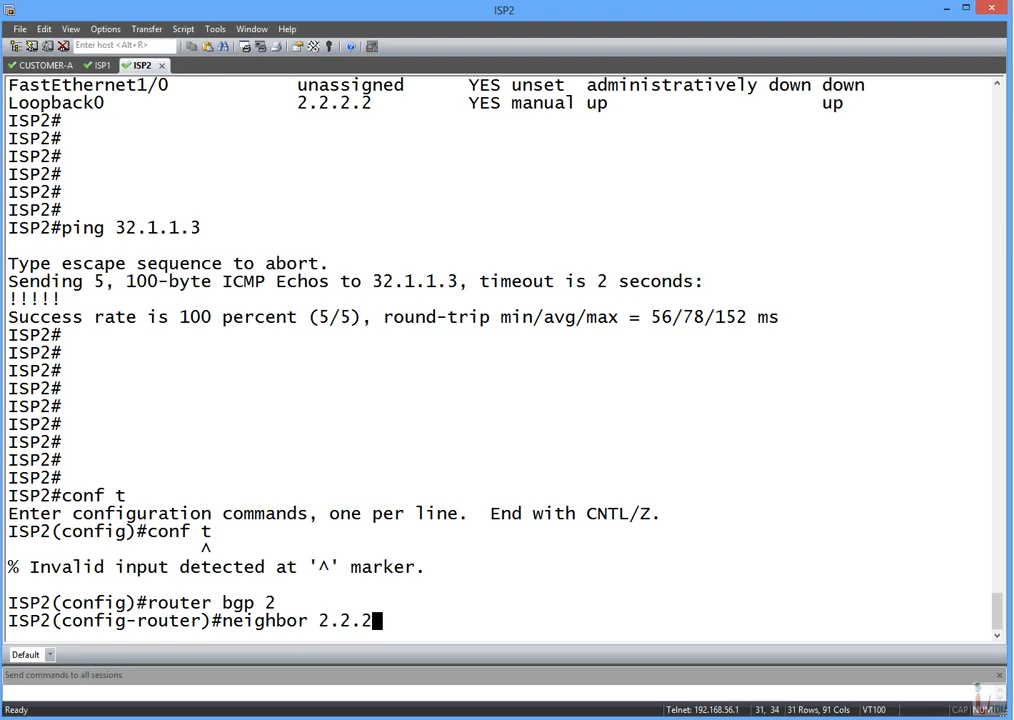 ISP2
File Edit View Options Transfer Script Tools Window Help
Enter host <Alt+R>
CUSTOMER-A ISP1 ISP2
FastEthernet1/0 unassigned YES unset administratively down down
Loopback0 2.2.2.2 YES manual up up
ISP2#
ISP2#
ISP2#
ISP2#
ISP2#
ISP2#
ISP2#ping 32.1.1.3
Type escape sequence to abort.
Sending 5, 100-byte ICMP Echos to 32.1.1.3, timeout is 2 seconds:
!!!!!
Success rate is 100 percent (5/5), round-trip min/avg/max = 56/78/152 ms
ISP2#
ISP2#
ISP2#
ISP2#
ISP2#
ISP2#
ISP2#
ISP2#
ISP2#
ISP2#conf t
Enter configuration commands, one per line. End with CNTL/Z.
ISP2(config)#conf t
^
% Invalid input detected at '^' marker.
ISP2(config)#router bgp 2
ISP2(config-router)#neighbor 2.2.2
Default
Send commands to all sessions
Ready Telnet: 192.168.56.1 31, 34 31 Rows, 91 Cols VT100 CAP NUM